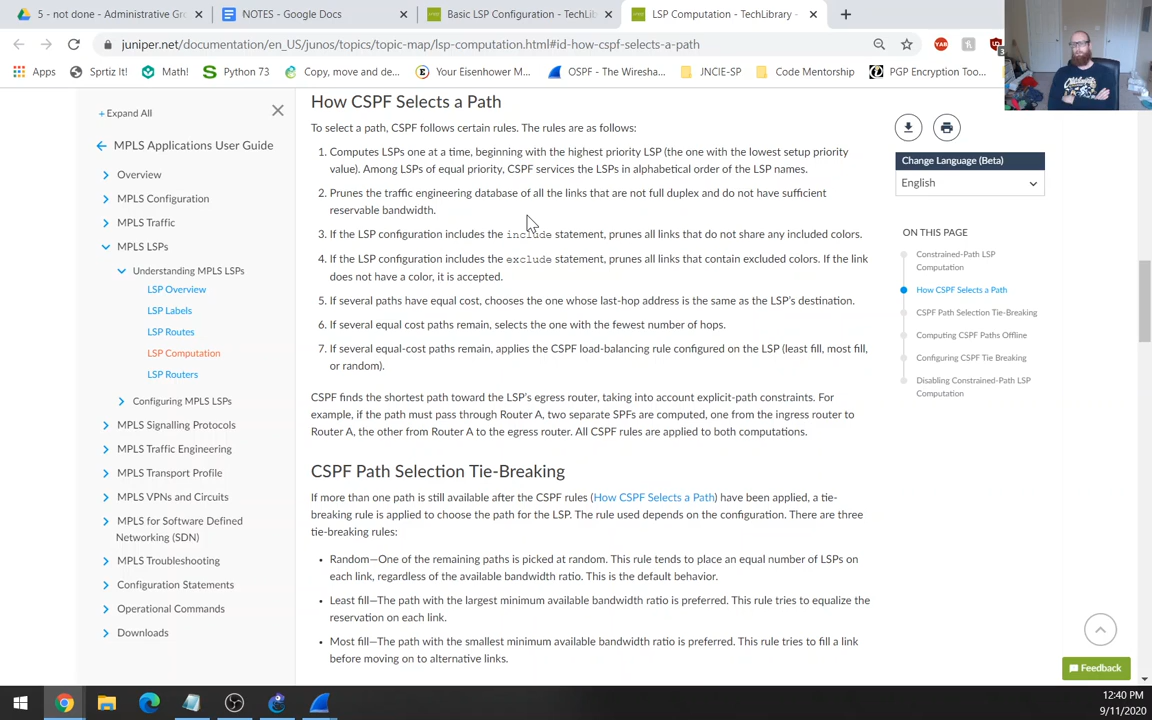 5 - not done - Administrative Gr
NOTES - Google Docs
Basic LSP Configuration - TechLib
LSP Computation - TechLibrary -
juniper.net/documentation/en_US/junos/topics/topic-map/lsp-computation.html#id-how-cspf-selects-a-path
Apps
Sprtiz It!
Math!
Python 73
Copy, move and de...
Your Eisenhower M...
OSPF - The Wiresha...
JNCIE-SP
Code Mentorship
PGP Encryption Too...
+ Expand All
MPLS Applications User Guide
Overview
MPLS Configuration
MPLS Traffic
MPLS LSPs
Understanding MPLS LSPs
LSP Overview
LSP Labels
LSP Routes
LSP Computation
LSP Routers
Configuring MPLS LSPs
MPLS Signalling Protocols
MPLS Traffic Engineering
MPLS Transport Profile
MPLS VPNs and Circuits
MPLS for Software Defined
Networking (SDN)
MPLS Troubleshooting
Configuration Statements
Operational Commands
Downloads
How CSPF Selects a Path
To select a path, CSPF follows certain rules. The rules are as follows:
1. Computes LSPs one at a time, beginning with the highest priority LSP (the one with the lowest setup priority
value). Among LSPs of equal priority, CSPF services the LSPs in alphabetical order of the LSP names.
2. Prunes the traffic engineering database of all the links that are not full duplex and do not have sufficient
reservable bandwidth.
3. If the LSP configuration includes the include statement, prunes all links that do not share any included colors.
4. If the LSP configuration includes the exclude statement, prunes all links that contain excluded colors. If the link
does not have a color, it is accepted.
5. If several paths have equal cost, chooses the one whose last-hop address is the same as the LSP's destination.
6. If several equal cost paths remain, selects the one with the fewest number of hops.
7. If several equal-cost paths remain, applies the CSPF load-balancing rule configured on the LSP (least fill, most fill,
or random).
CSPF finds the shortest path toward the LSP's egress router, taking into account explicit-path constraints. For
example, if the path must pass through Router A, two separate SPFs are computed, one from the ingress router to
Router A, the other from Router A to the egress router. All CSPF rules are applied to both computations.
CSPF Path Selection Tie-Breaking
If more than one path is still available after the CSPF rules (How CSPF Selects a Path) have been applied, a tie-
breaking rule is applied to choose the path for the LSP. The rule used depends on the configuration. There are three
tie-breaking rules:
• Random—One of the remaining paths is picked at random. This rule tends to place an equal number of LSPs on
each link, regardless of the available bandwidth ratio. This is the default behavior.
• Least fill—The path with the largest minimum available bandwidth ratio is preferred. This rule tries to equalize the
reservation on each link.
• Most fill—The path with the smallest minimum available bandwidth ratio is preferred. This rule tries to fill a link
before moving on to alternative links.
Change Language (Beta)
English
ON THIS PAGE
Constrained-Path LSP
Computation
How CSPF Selects a Path
CSPF Path Selection Tie-Breaking
Computing CSPF Paths Offline
Configuring CSPF Tie Breaking
Disabling Constrained-Path LSP
Computation
Feedback
12:40 PM
9/11/2020